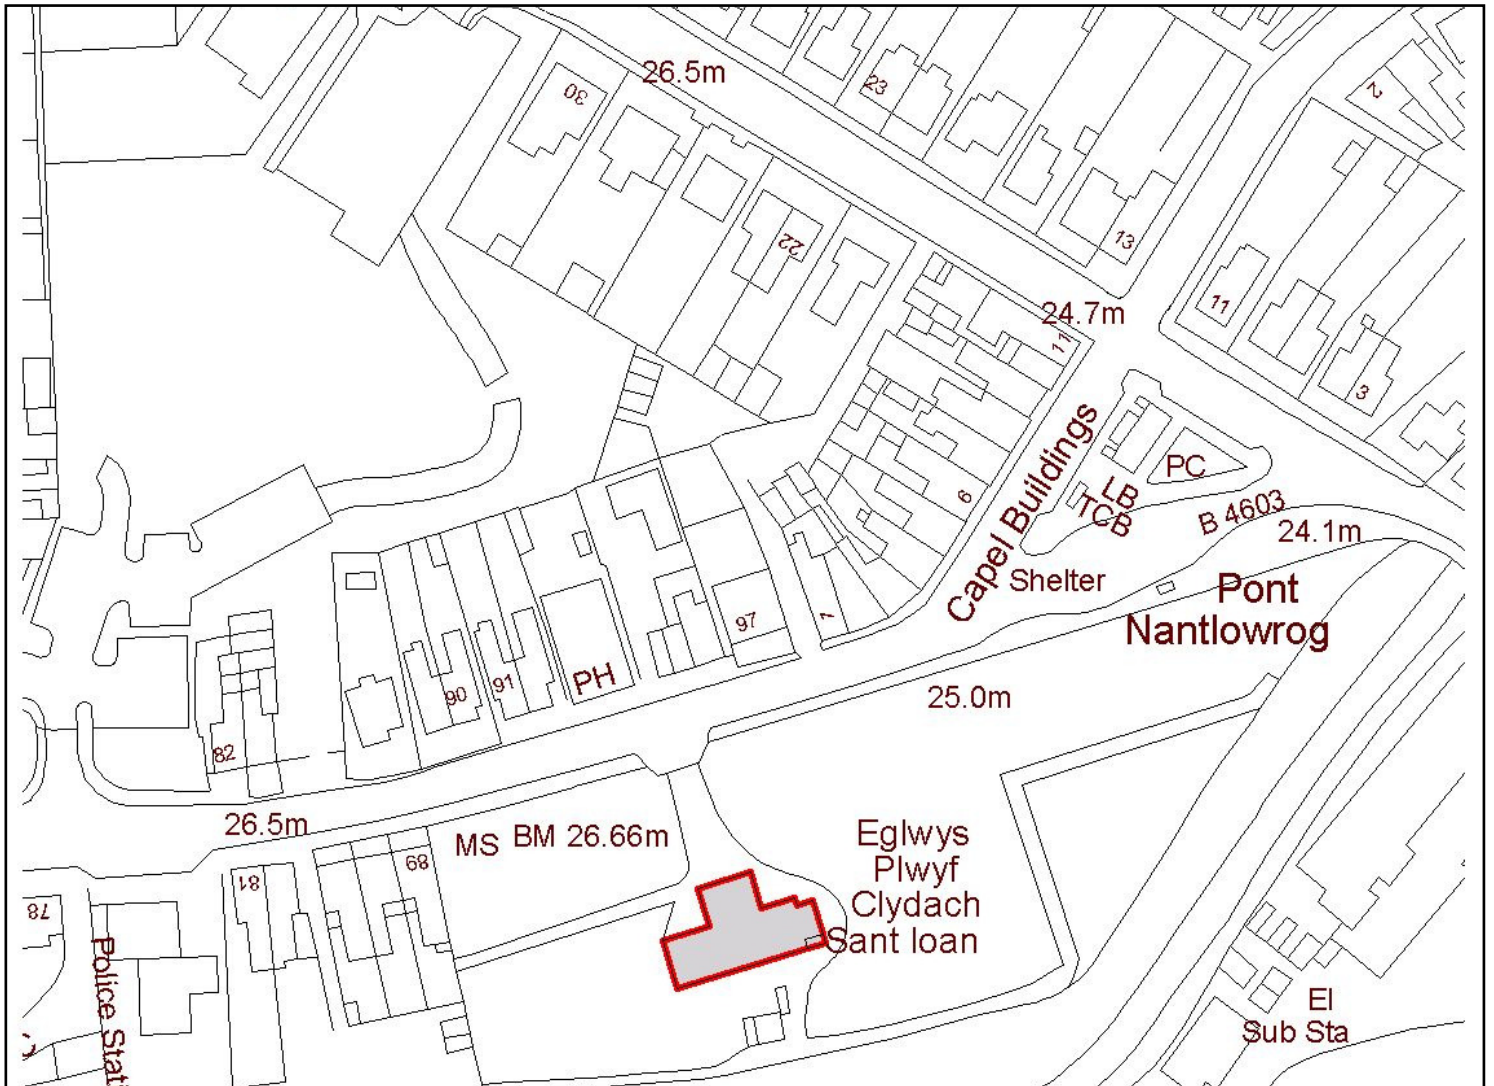 26.5m
30
23
2
22
13
11
24.7m
11
3
Capel Buildings
PC
LB
TCB
6
B 4603
24.1m
Shelter
Pont
Nantlowrog
97
1
PH
91
90
82
25.0m
26.5m
MS
BM 26.66m
89
81
78
Eglwys
Plwyf
Clydach
Sant Ioan
Police Stati
El
Sub Sta